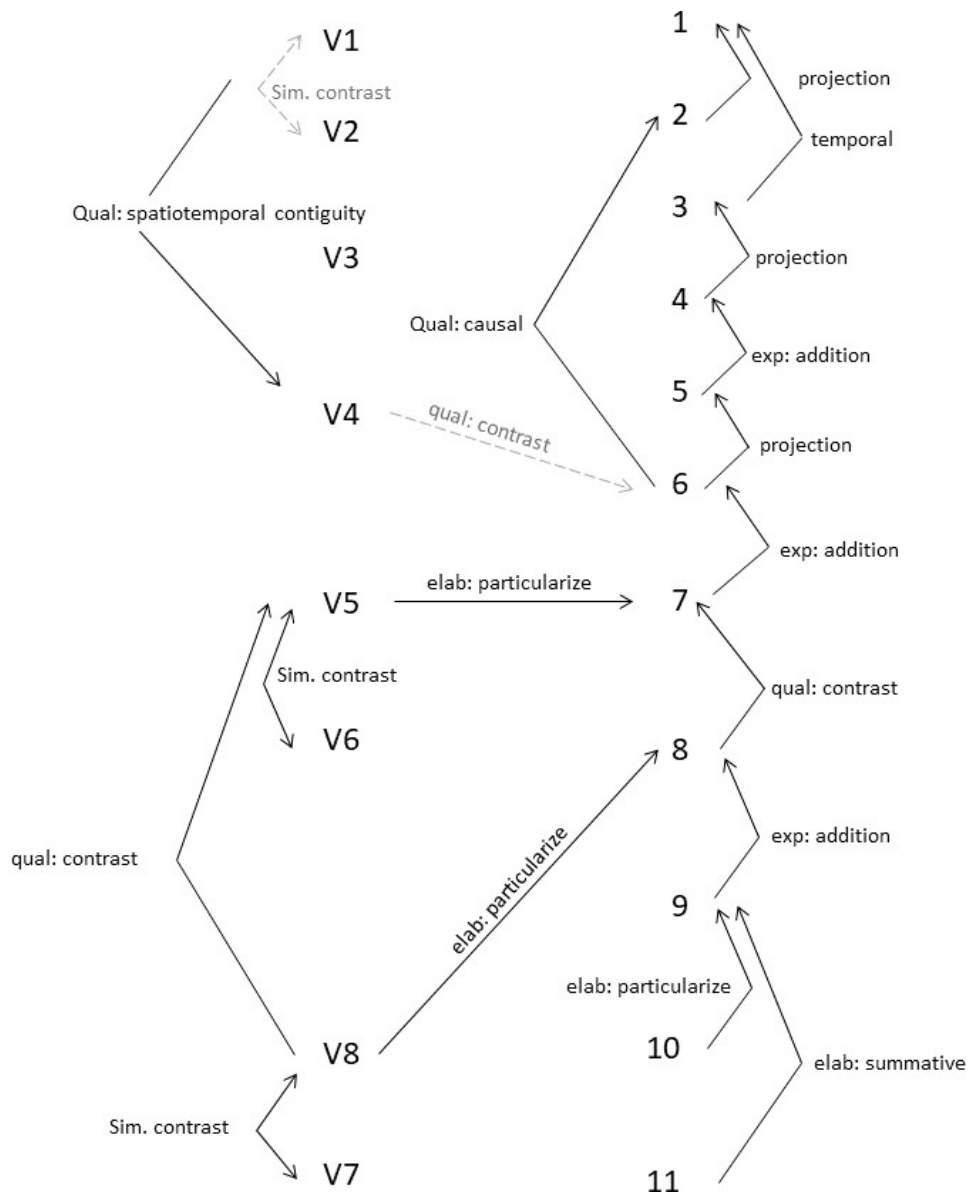 V1
Sim. contrast
V2
Qual: spatiotemporal contiguity
V3
V4
qual: contrast
V5
elab: particularize
Sim. contrast
V6
qual: contrast
elab: particularize
V8
Sim. contrast
V7
1
projection
2
temporal
3
projection
4
Qual: causal
exp: addition
5
projection
6
exp: addition
7
qual: contrast
8
exp: addition
9
elab: particularize
10
elab: summative
11